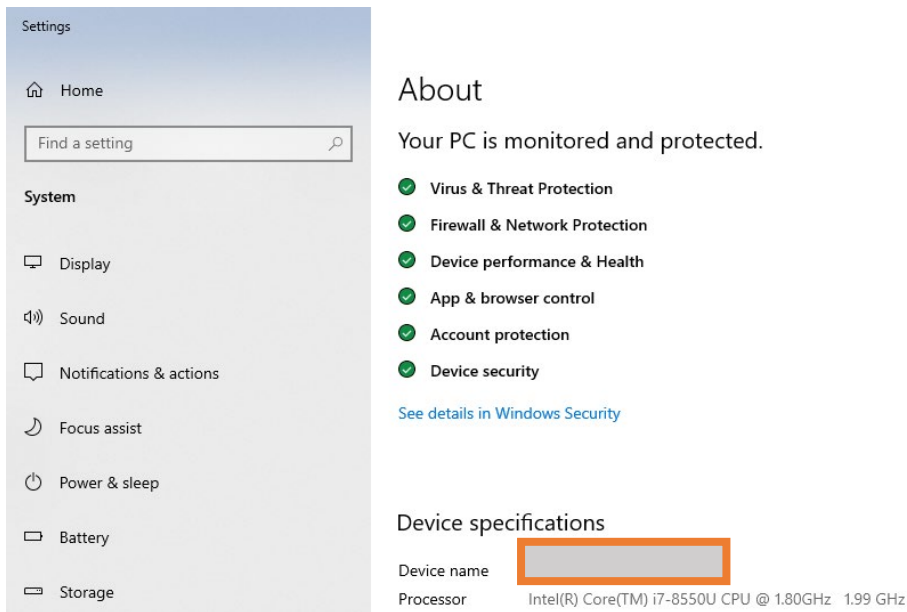 Settings
Home
Find a setting
System
Display
Sound
Notifications & actions
Focus assist
Power & sleep
Battery
Storage
About
Your PC is monitored and protected.
Virus & Threat Protection
Firewall & Network Protection
Device performance & Health
App & browser control
Account protection
Device security
See details in Windows Security
Device specifications
Device name
Processor Intel(R) Core(TM) i7-8550U CPU @ 1.80GHz 1.99 GHz